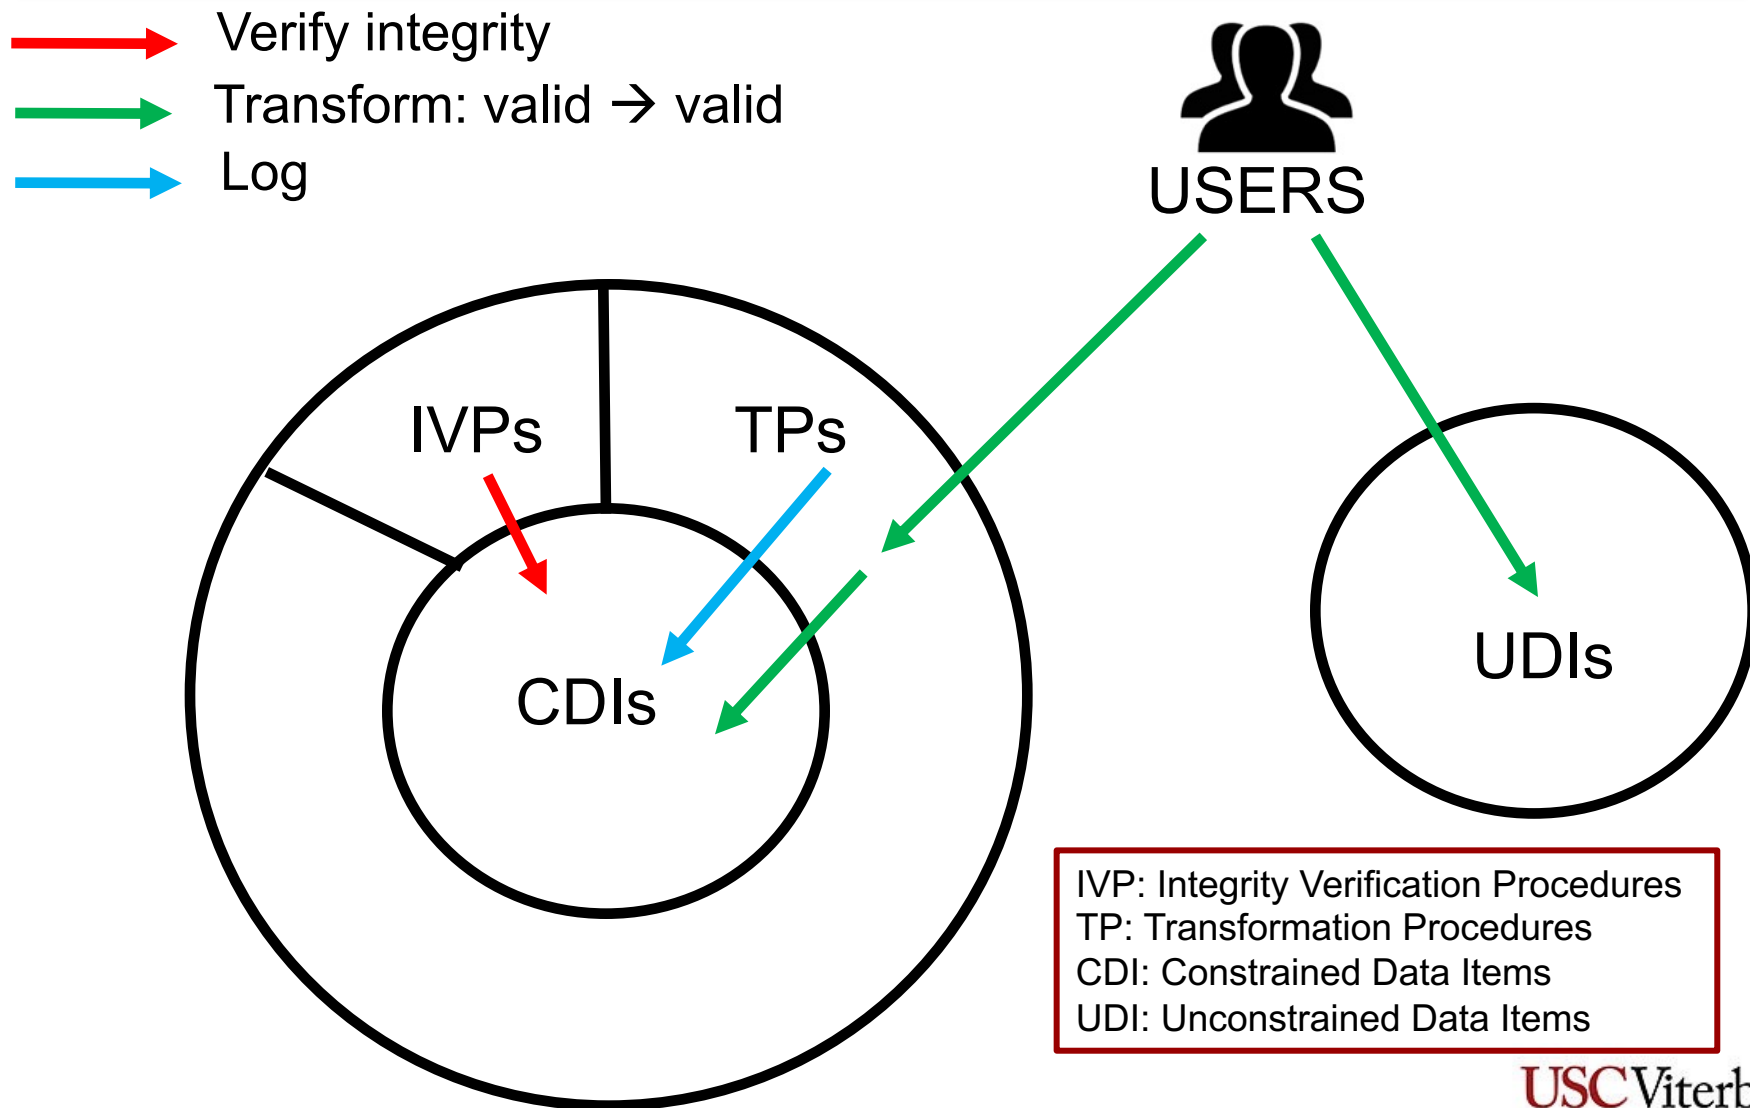 Verify integrity
Transform: valid → valid
Log
USERS
IVPs
TPs
CDIs
UDIs
IVP: Integrity Verification Procedures
TP: Transformation Procedures
CDI: Constrained Data Items
UDI: Unconstrained Data Items
USC Viterb